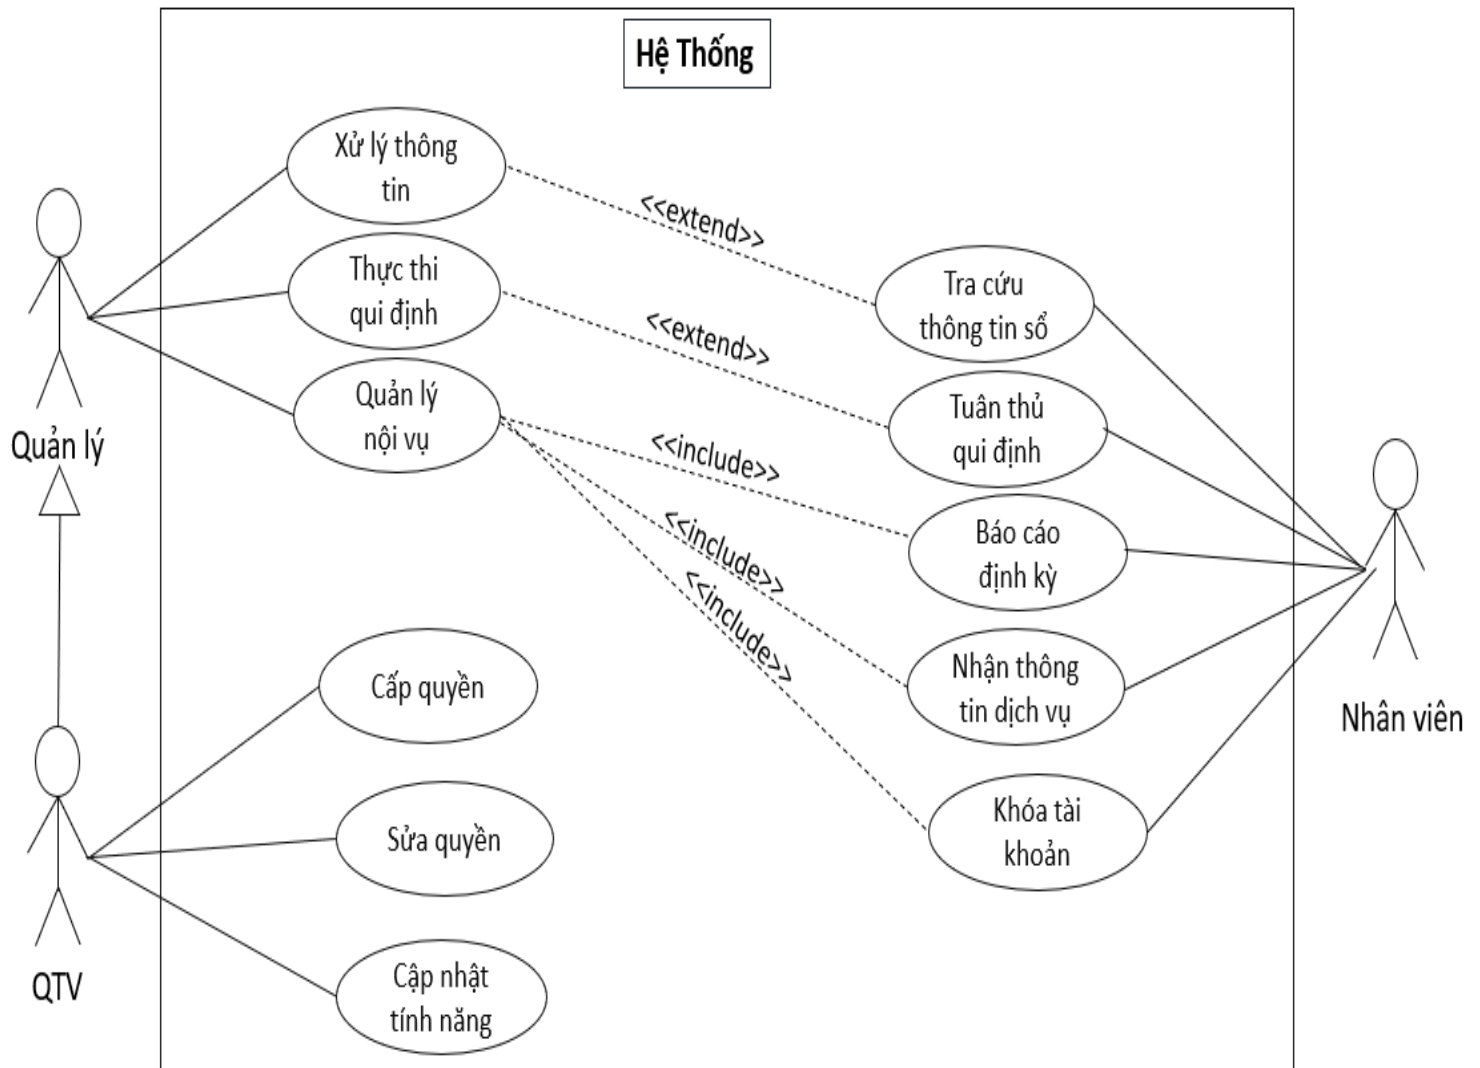 Hệ Thống
Xử lý thông
tin
<<extend>>
Thực thi
qui định
Tra cứu
thông tin sổ
<<extend>>
Quản lý
nội vụ
Tuân thủ
qui định
Quản lý
<<include>>
Báo cáo
định kỳ
<<include>>
<<include>>
Cấp quyền
Nhận thông
tin dịch vụ
Nhân viên
Sửa quyền
Khóa tài
khoản
QTV
Cập nhật
tính năng